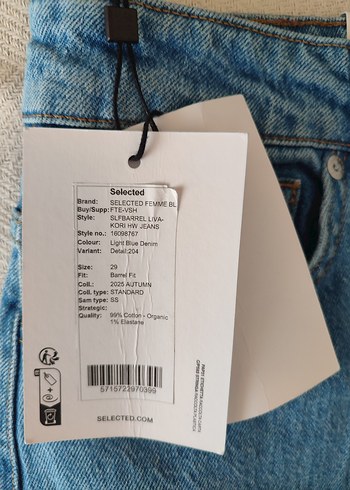 Selected
Brand: SELECTED FEMME BL
Buy/Supp: FTE-VSH
Style: SLFBARREL LIVA-
KORI HW JEANS
Style no.: 16098767
Colour: Light Blue Denim
Variant: Detail:204
Size: 29
Fit: Barrel Fit
Coll.: 2025 AUTUMN
Coll. type: STANDARD
Sam type: SS
Strategic:
Quality: 99% Cotton - Organic
1% Elastane
5715722970399
SELECTED.COM